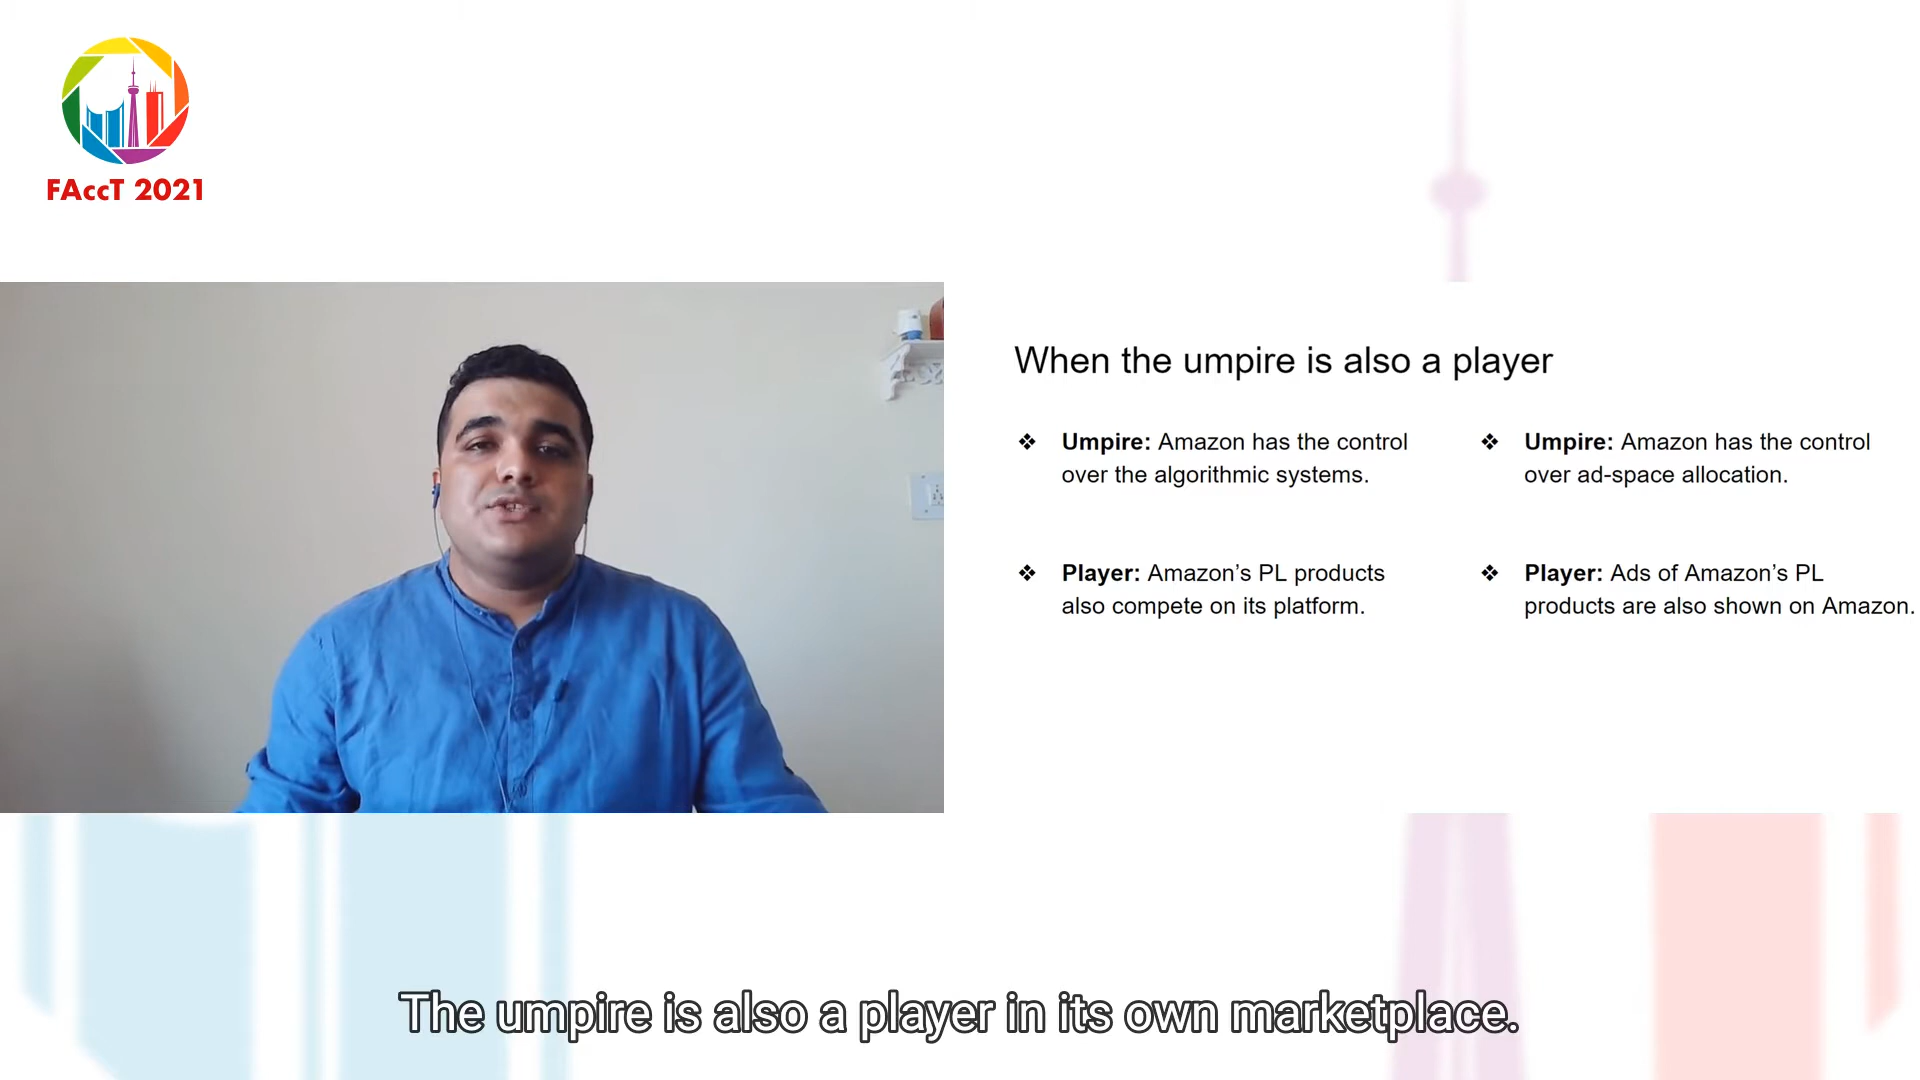 FAccT 2021
When the umpire is also a player
❖ Umpire: Amazon has the control
over the algorithmic systems.
❖ Player: Amazon’s PL products
also compete on its platform.
❖ Umpire: Amazon has the control
over ad-space allocation.
❖ Player: Ads of Amazon’s PL
products are also shown on Amazon.
The umpire is also a player in its own marketplace.